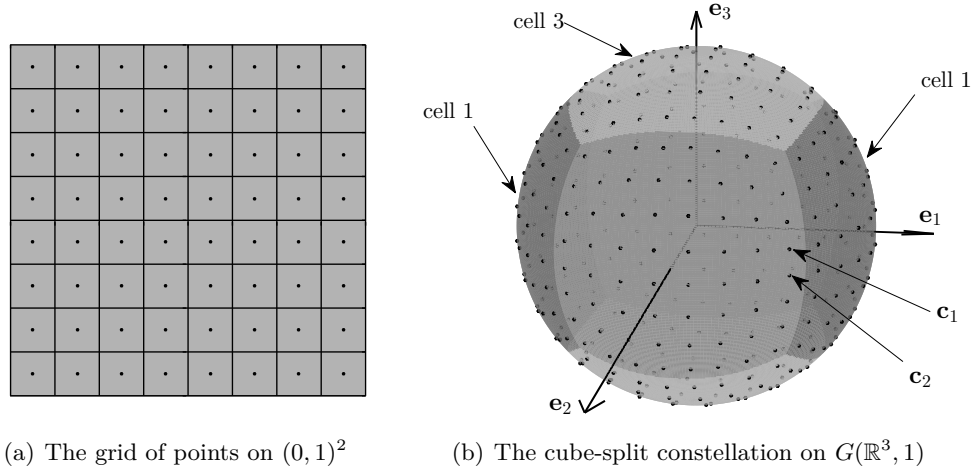 cell 3
e₃
cell 1
cell 1
e₁
c₁
c₂
e₂
(a) The grid of points on (0, 1)²
(b) The cube-split constellation on G(ℝ³, 1)